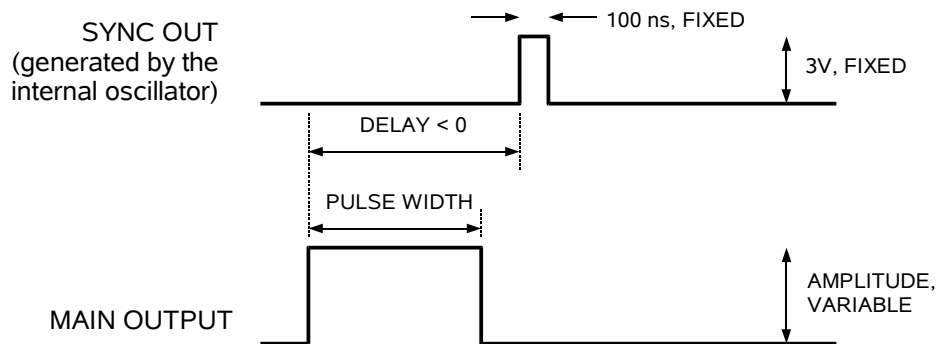 100 ns, FIXED
SYNC OUT
(generated by the
internal oscillator)
3V, FIXED
DELAY < 0
PULSE WIDTH
AMPLITUDE,
VARIABLE
MAIN OUTPUT